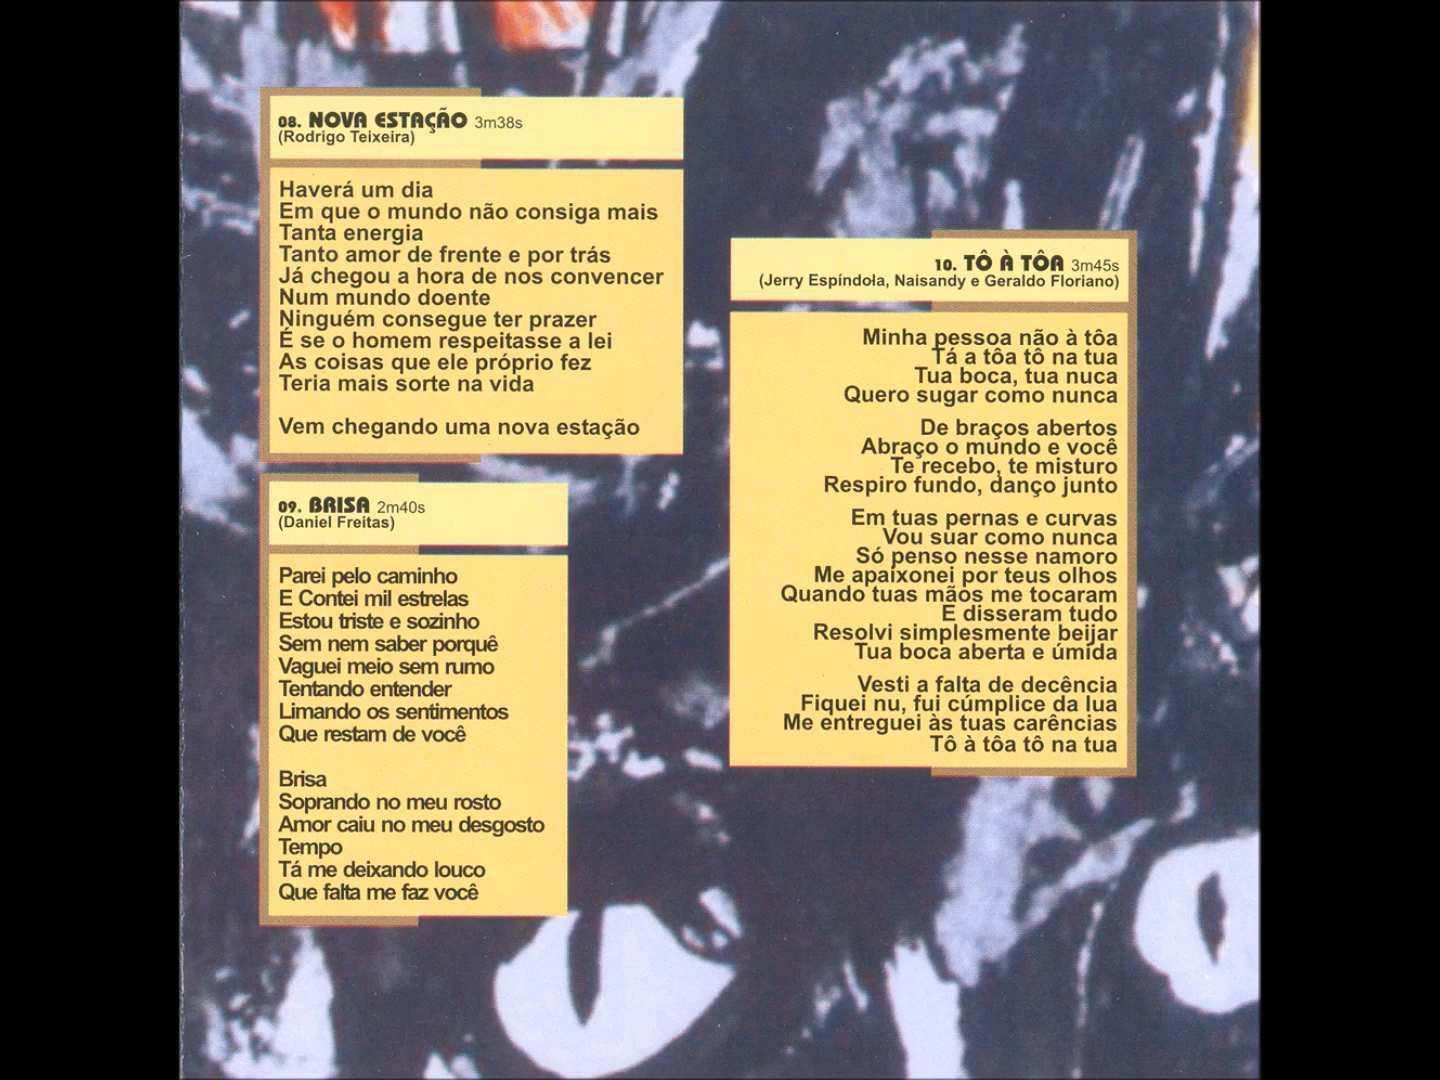 08. NOVA ESTAÇÃO 3m38s
(Rodrigo Teixeira)
Haverá um dia
Em que o mundo não consiga mais
Tanta energia
Tanto amor de frente e por trás
Já chegou a hora de nos convencer
Num mundo doente
Ninguém consegue ter prazer
É se o homem respeitasse a lei
As coisas que ele próprio fez
Teria mais sorte na vida
Vem chegando uma nova estação
09. BRISA 2m40s
(Daniel Freitas)
Parei pelo caminho
E Contei mil estrelas
Estou triste e sozinho
Sem nem saber porquê
Vaguei meio sem rumo
Tentando entender
Limando os sentimentos
Que restam de você
Brisa
Soprando no meu rosto
Amor caiu no meu desgosto
Tempo
Tá me deixando louco
Que falta me faz você
10. TÔ À TÔA 3m45s
(Jerry Espíndola, Naisandy e Geraldo Floriano)
Minha pessoa não à tôa
Tá a tôa tô na tua
Tua boca, tua nuca
Quero sugar como nunca
De braços abertos
Abraço o mundo e você
Te recebo, te misturo
Respiro fundo, danço junto
Em tuas pernas e curvas
Vou suar como nunca
Só penso nesse namoro
Me apaixonei por teus olhos
Quando tuas mãos me tocaram
E disseram tudo
Resolvi simplesmente beijar
Tua boca aberta e úmida
Vesti a falta de decência
Fiquei nu, fui cúmplice da lua
Me entreguei às tuas carências
Tô à tôa tô na tua